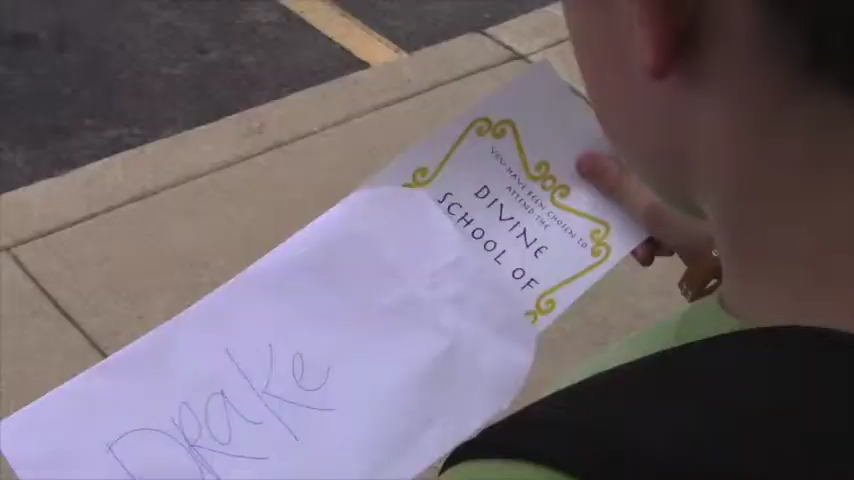 YOU HAVE BEEN CHOSEN TO
ATTEND THE
DIVINE
SCHOOL OF
DRaKe